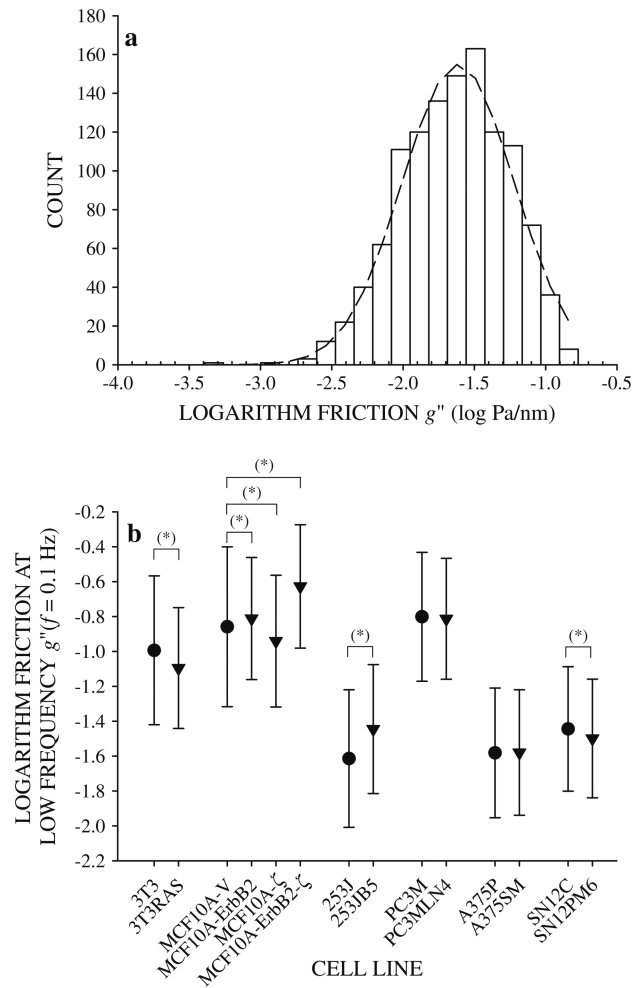 a
180
160
140
120
100
80
60
40
20
0
COUNT
-4.0 -3.5 -3.0 -2.5 -2.0 -1.5 -1.0 -0.5
LOGARITHM FRICTION g" (log Pa/nm)
b
(*)
(*)
(*)
(*)
(*)
(*)
-0.2
-0.4
-0.6
-0.8
-1.0
-1.2
-1.4
-1.6
-1.8
-2.0
-2.2
LOGARITHM FRICTION AT
LOW FREQUENCY g"(f = 0.1 Hz)
3T3
3T3RAS
MCF10A-V
MCF10A-ErbB2
MCF10A-ζ
MCF10A-ErbB2-ζ
253J
253JB5
PC3M
PC3MLN4
A375P
A375SM
SN12C
SN12PM6
CELL LINE